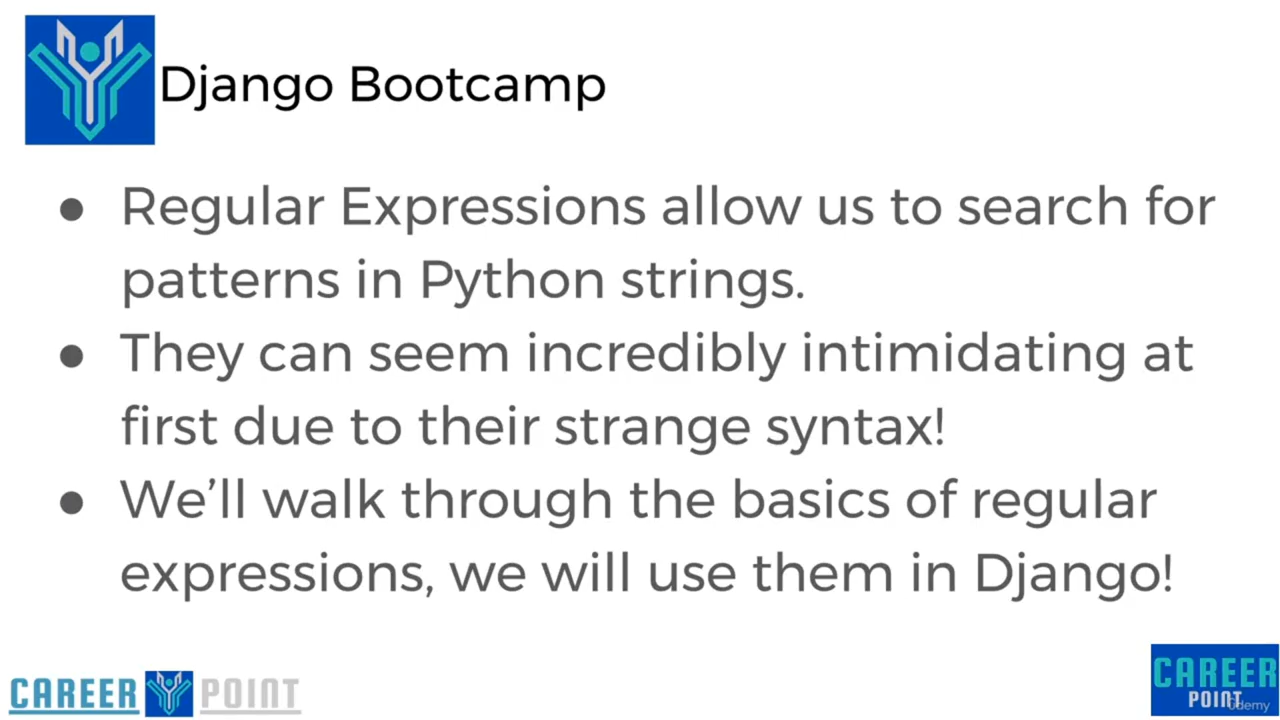 Django Bootcamp
● Regular Expressions allow us to search for
patterns in Python strings.
● They can seem incredibly intimidating at
first due to their strange syntax!
● We’ll walk through the basics of regular
expressions, we will use them in Django!
CAREER POINT
CAREER
POINT
ûdemy